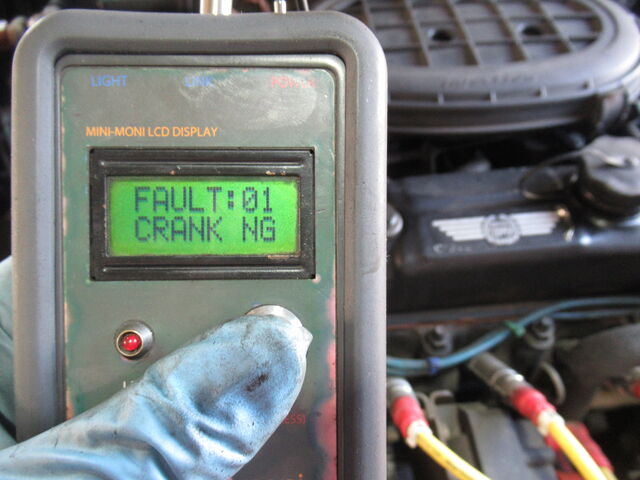 LIGHT LINK
MINI-MONI LCD DISPLAY
FAULT:01
CRANK NG